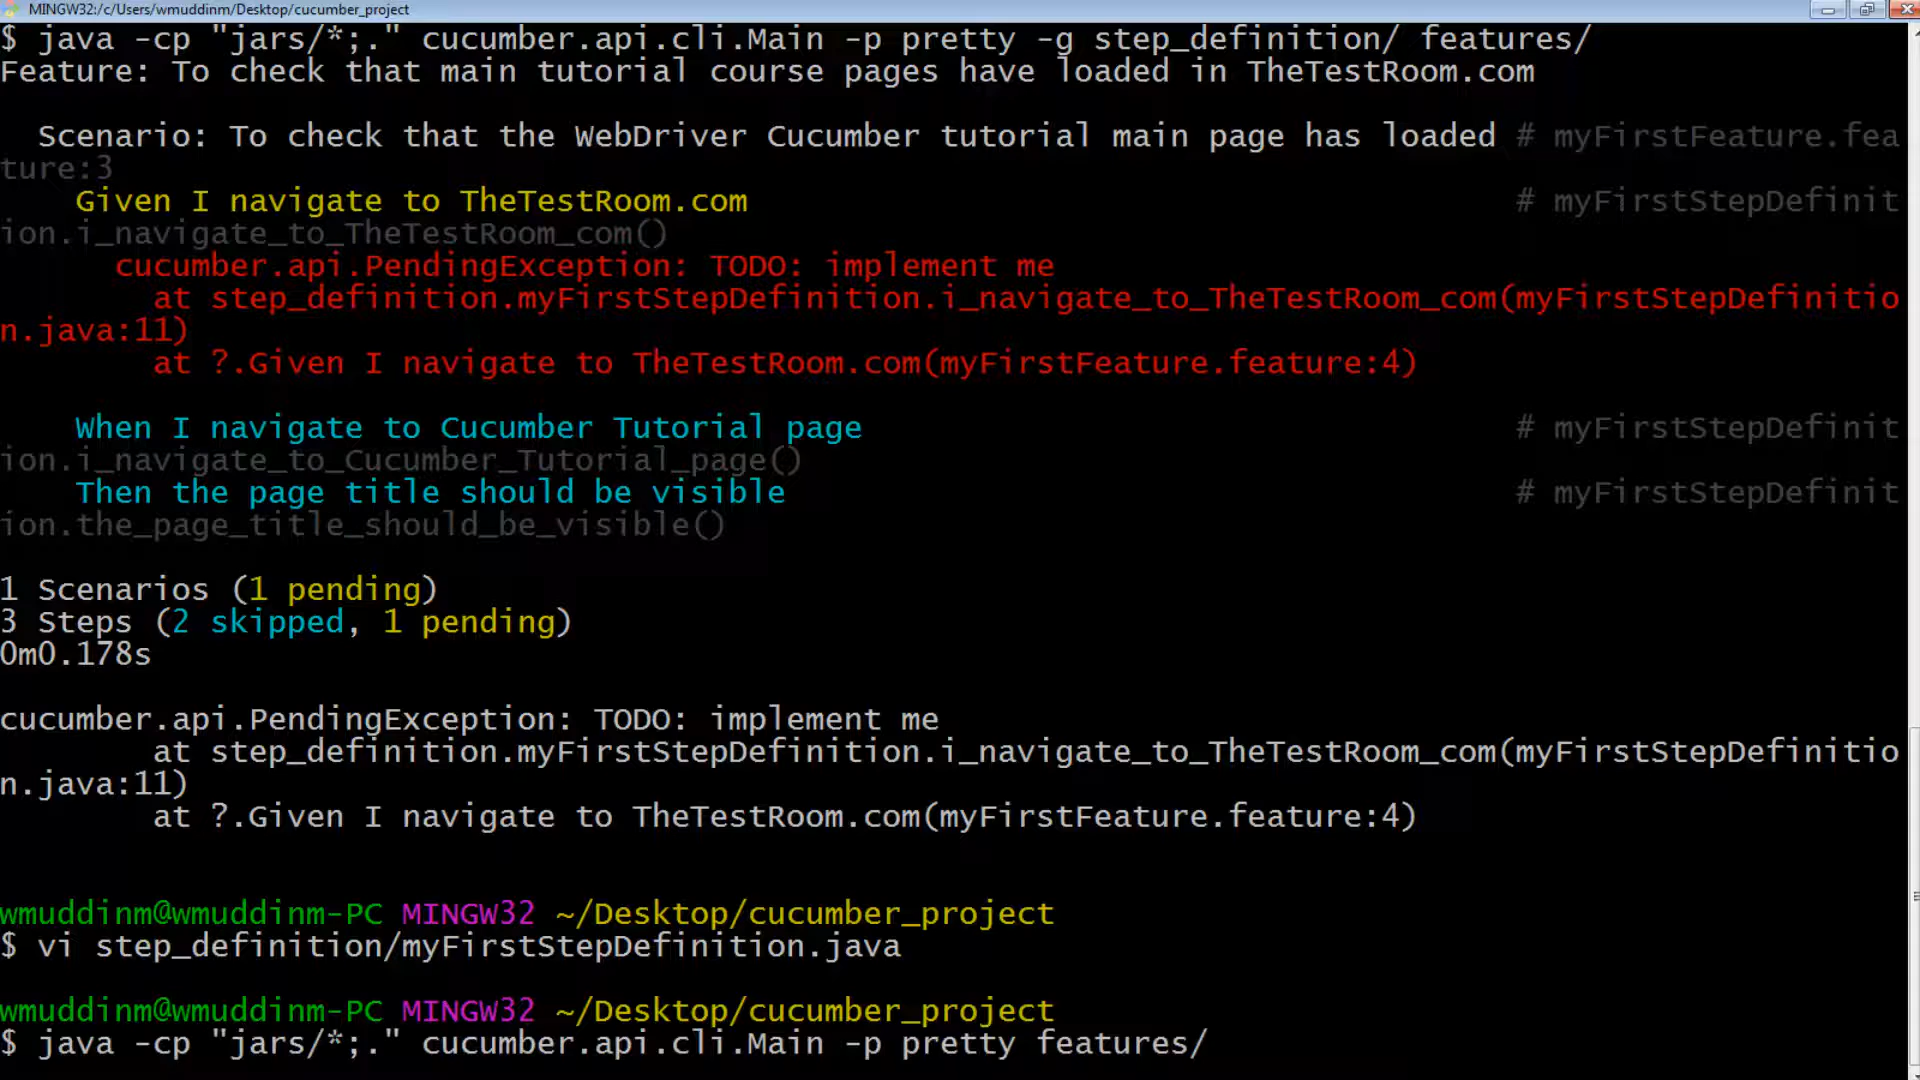 MINGW32:/c/Users/wmuddinm/Desktop/cucumber_project
$ java -cp "jars/*;." cucumber.api.cli.Main -p pretty -g step_definition/ features/
Feature: To check that main tutorial course pages have loaded in TheTestRoom.com
Scenario: To check that the WebDriver Cucumber tutorial main page has loaded # myFirstFeature.fea
ture:3
Given I navigate to TheTestRoom.com # myFirstStepDefinit
ion.i_navigate_to_TheTestRoom_com()
cucumber.api.PendingException: TODO: implement me
at step_definition.myFirstStepDefinition.i_navigate_to_TheTestRoom_com(myFirstStepDefinitio
n.java:11)
at ?.Given I navigate to TheTestRoom.com(myFirstFeature.feature:4)
When I navigate to Cucumber Tutorial page # myFirstStepDefinit
ion.i_navigate_to_Cucumber_Tutorial_page()
Then the page title should be visible # myFirstStepDefinit
ion.the_page_title_should_be_visible()
1 Scenarios (1 pending)
3 Steps (2 skipped, 1 pending)
0m0.178s
cucumber.api.PendingException: TODO: implement me
at step_definition.myFirstStepDefinition.i_navigate_to_TheTestRoom_com(myFirstStepDefinitio
n.java:11)
at ?.Given I navigate to TheTestRoom.com(myFirstFeature.feature:4)
wmuddinm@wmuddinm-PC MINGW32 ~/Desktop/cucumber_project
$ vi step_definition/myFirstStepDefinition.java
wmuddinm@wmuddinm-PC MINGW32 ~/Desktop/cucumber_project
$ java -cp "jars/*;." cucumber.api.cli.Main -p pretty features/